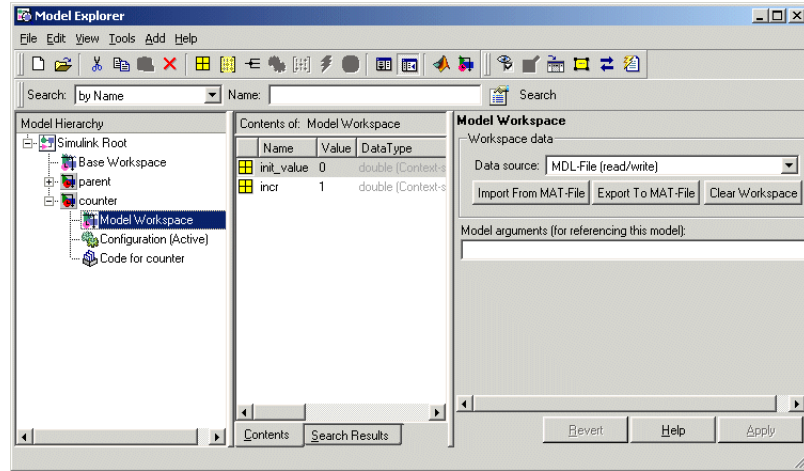 Model Explorer
File Edit View Tools Add Help
Search: by Name Name: Search
Model Hierarchy
Simulink Root
Base Workspace
parent
counter
Model Workspace
Configuration (Active)
Code for counter
Contents of: Model Workspace
Name Value DataType
init_value 0 double (Context-s
incr 1 double (Context-s
Contents Search Results
Model Workspace
Workspace data
Data source: MDL-File (read/write)
Import From MAT-File Export To MAT-File Clear Workspace
Model arguments (for referencing this model):
Revert Help Apply